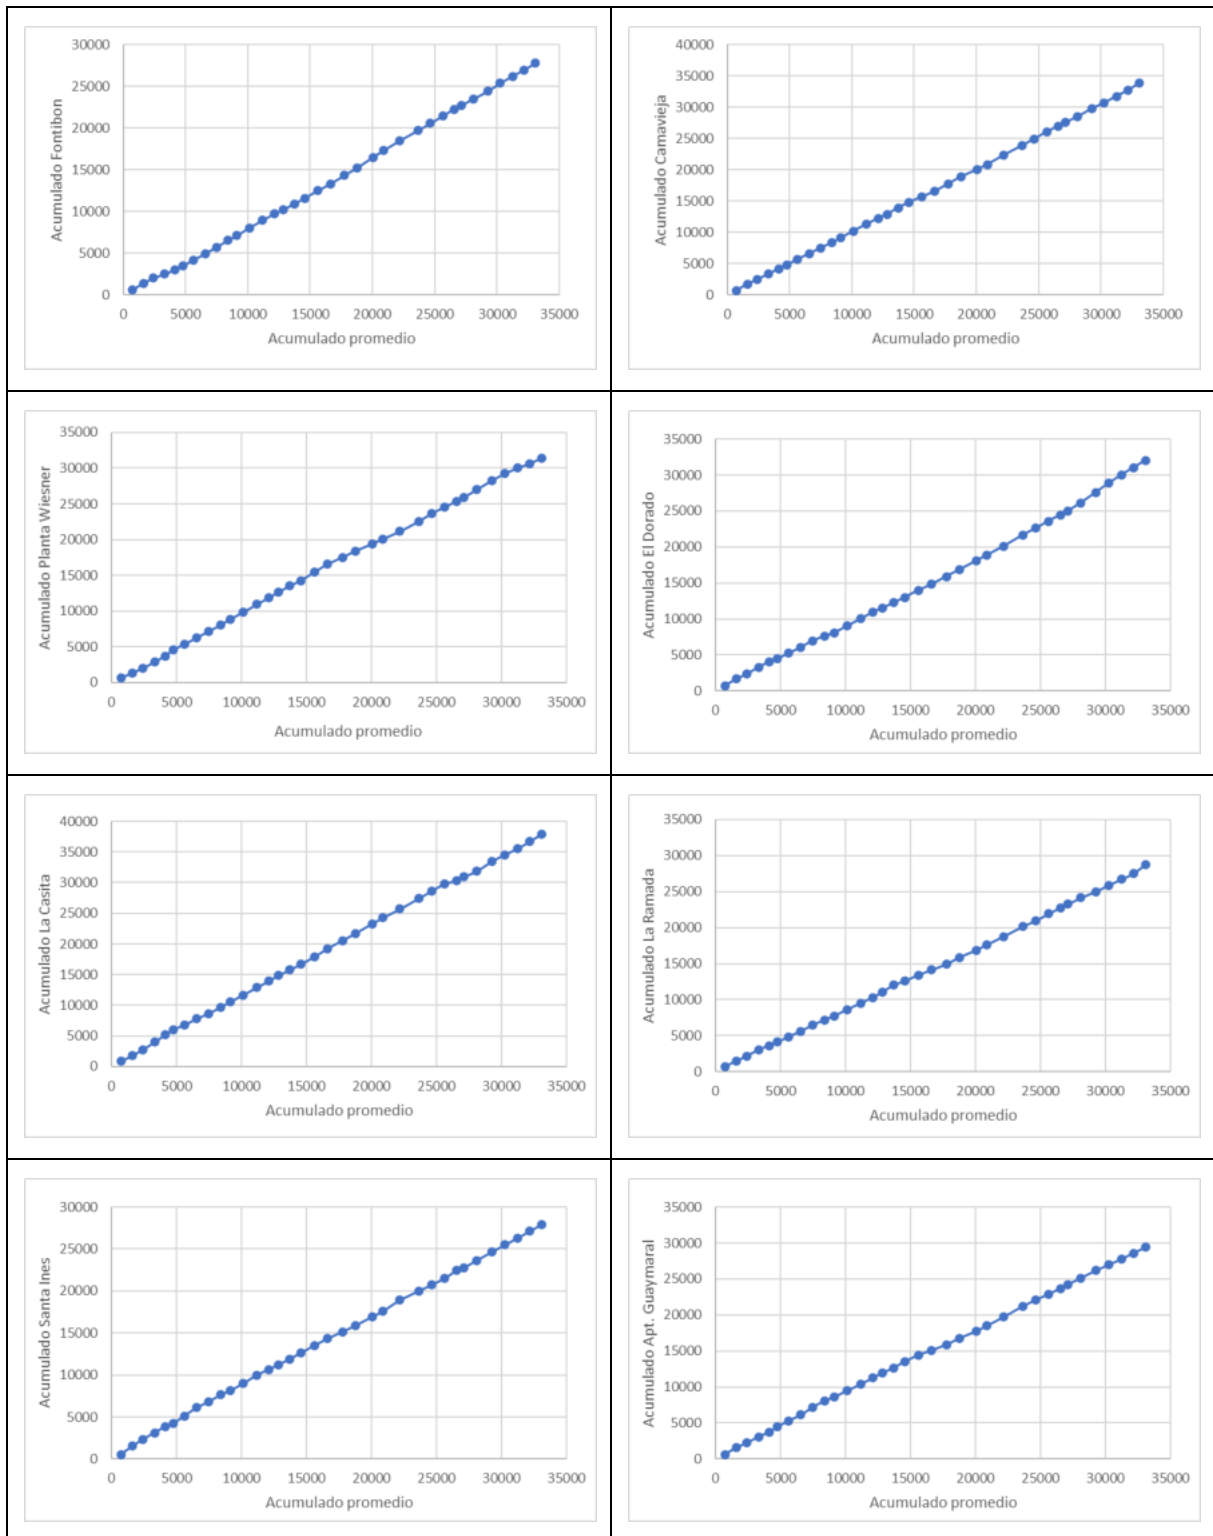 30000
25000
20000
15000
10000
5000
0
Acumulado Fontibon
0 5000 10000 15000 20000 25000 30000 35000
Acumulado promedio
40000
35000
30000
25000
20000
15000
10000
5000
0
Acumulado Camavieja
0 5000 10000 15000 20000 25000 30000 35000
Acumulado promedio
35000
30000
25000
20000
15000
10000
5000
0
Acumulado Planta Wiesner
0 5000 10000 15000 20000 25000 30000 35000
Acumulado promedio
35000
30000
25000
20000
15000
10000
5000
0
Acumulado El Dorado
0 5000 10000 15000 20000 25000 30000 35000
Acumulado promedio
40000
35000
30000
25000
20000
15000
10000
5000
0
Acumulado La Casita
0 5000 10000 15000 20000 25000 30000 35000
Acumulado promedio
35000
30000
25000
20000
15000
10000
5000
0
Acumulado La Ramada
0 5000 10000 15000 20000 25000 30000 35000
Acumulado promedio
30000
25000
20000
15000
10000
5000
0
Acumulado Santa Ines
0 5000 10000 15000 20000 25000 30000 35000
Acumulado promedio
35000
30000
25000
20000
15000
10000
5000
0
Acumulado Apt. Guaymaral
0 5000 10000 15000 20000 25000 30000 35000
Acumulado promedio